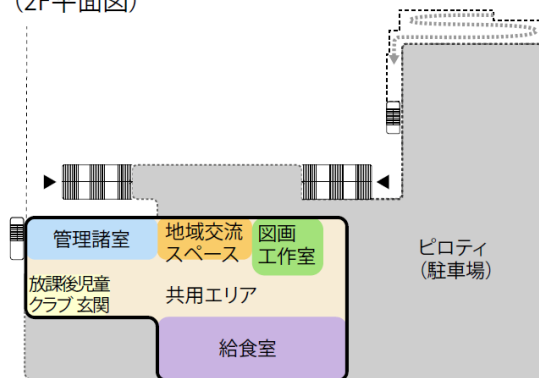 (2F平面図)
管理諸室
地域交流
スペース
図画
工作室
放課後児童
クラブ 玄関
共用エリア
給食室
ピロティ
(駐車場)